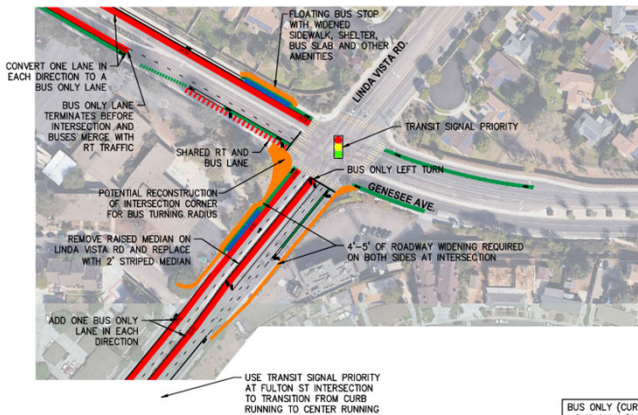 FLOATING BUS STOP
WITH WIDENED
SIDEWALK, SHELTER,
BUS SLAB AND OTHER
AMENITIES
LINDA VISTA RD.
CONVERT ONE LANE IN
EACH DIRECTION TO A
BUS ONLY LANE
BUS ONLY LANE
TERMINATES BEFORE
INTERSECTION AND
BUSES MERGE WITH
RT TRAFFIC
TRANSIT SIGNAL PRIORITY
SHARED RT AND
BUS LANE
BUS ONLY LEFT TURN
GENESEE AVE.
POTENTIAL RECONSTRUCTION
OF INTERSECTION CORNER
FOR BUS TURNING RADIUS
REMOVE RAISED MEDIAN ON
LINDA VISTA RD AND REPLACE
WITH 2' STRIPED MEDIAN
4'-5' OF ROADWAY WIDENING REQUIRED
ON BOTH SIDES AT INTERSECTION
ADD ONE BUS ONLY
LANE IN EACH
DIRECTION
USE TRANSIT SIGNAL PRIORITY
AT FULTON ST INTERSECTION
TO TRANSITION FROM CURB
RUNNING TO CENTER RUNNING
BUS ONLY (CUR